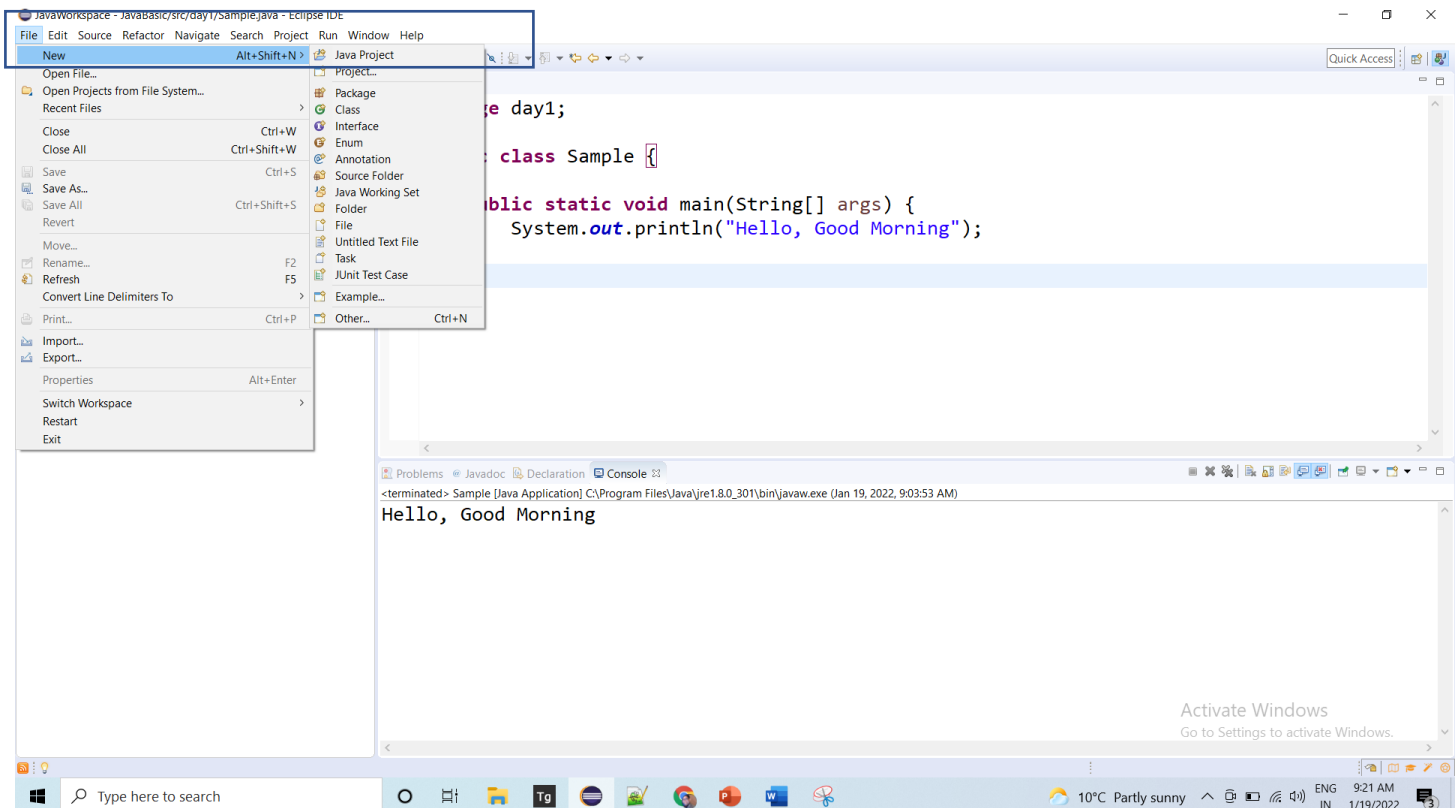 JavaWorkspace - JavaBasic/src/day1/Sample.java - Eclipse IDE
File Edit Source Refactor Navigate Search Project Run Window Help
New Alt+Shift+N >
Open File...
Open Projects from File System...
Recent Files >
Close Ctrl+W
Close All Ctrl+Shift+W
Save Ctrl+S
Save As...
Save All Ctrl+Shift+S
Revert
Move...
Rename... F2
Refresh F5
Convert Line Delimiters To >
Print... Ctrl+P
Import...
Export...
Properties Alt+Enter
Switch Workspace >
Restart
Exit
Java Project
Project...
Package
Class
Interface
Enum
Annotation
Source Folder
Java Working Set
Folder
File
Untitled Text File
Task
JUnit Test Case
Example...
Other... Ctrl+N
Quick Access
ge day1;
class Sample {
ublic static void main(String[] args) {
System.out.println("Hello, Good Morning");
Problems Javadoc Declaration Console
<terminated> Sample [Java Application] C:\Program Files\Java\jre1.8.0_301\bin\javaw.exe (Jan 19, 2022, 9:03:53 AM)
Hello, Good Morning
Activate Windows
Go to Settings to activate Windows.
Type here to search
Tg
10°C Partly sunny
ENG
IN
9:21 AM
1/19/2022